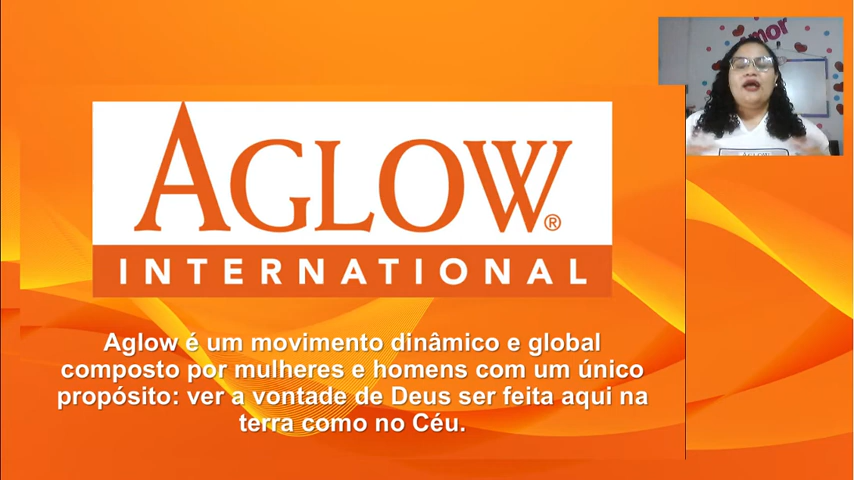 AGLOW®
INTERNATIONAL
Aglow é um movimento dinâmico e global
composto por mulheres e homens com um único
propósito: ver a vontade de Deus ser feita aqui na
terra como no Céu.